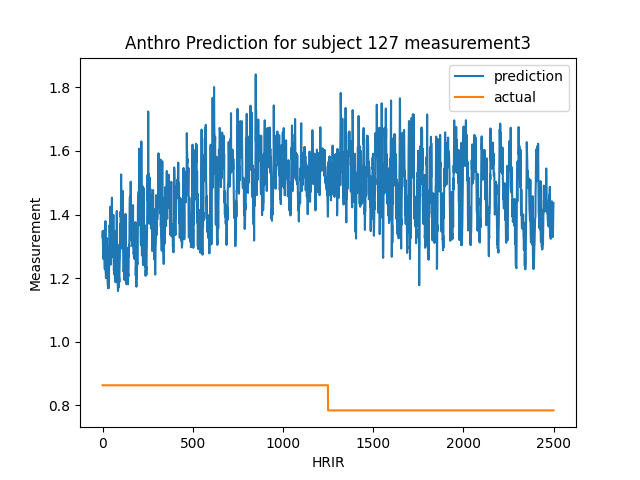 Anthro Prediction for subject 127 measurement3
prediction
actual
1.8
1.6
1.4
1.2
1.0
0.8
Measurement
0
500
1000
1500
2000
2500
HRIR